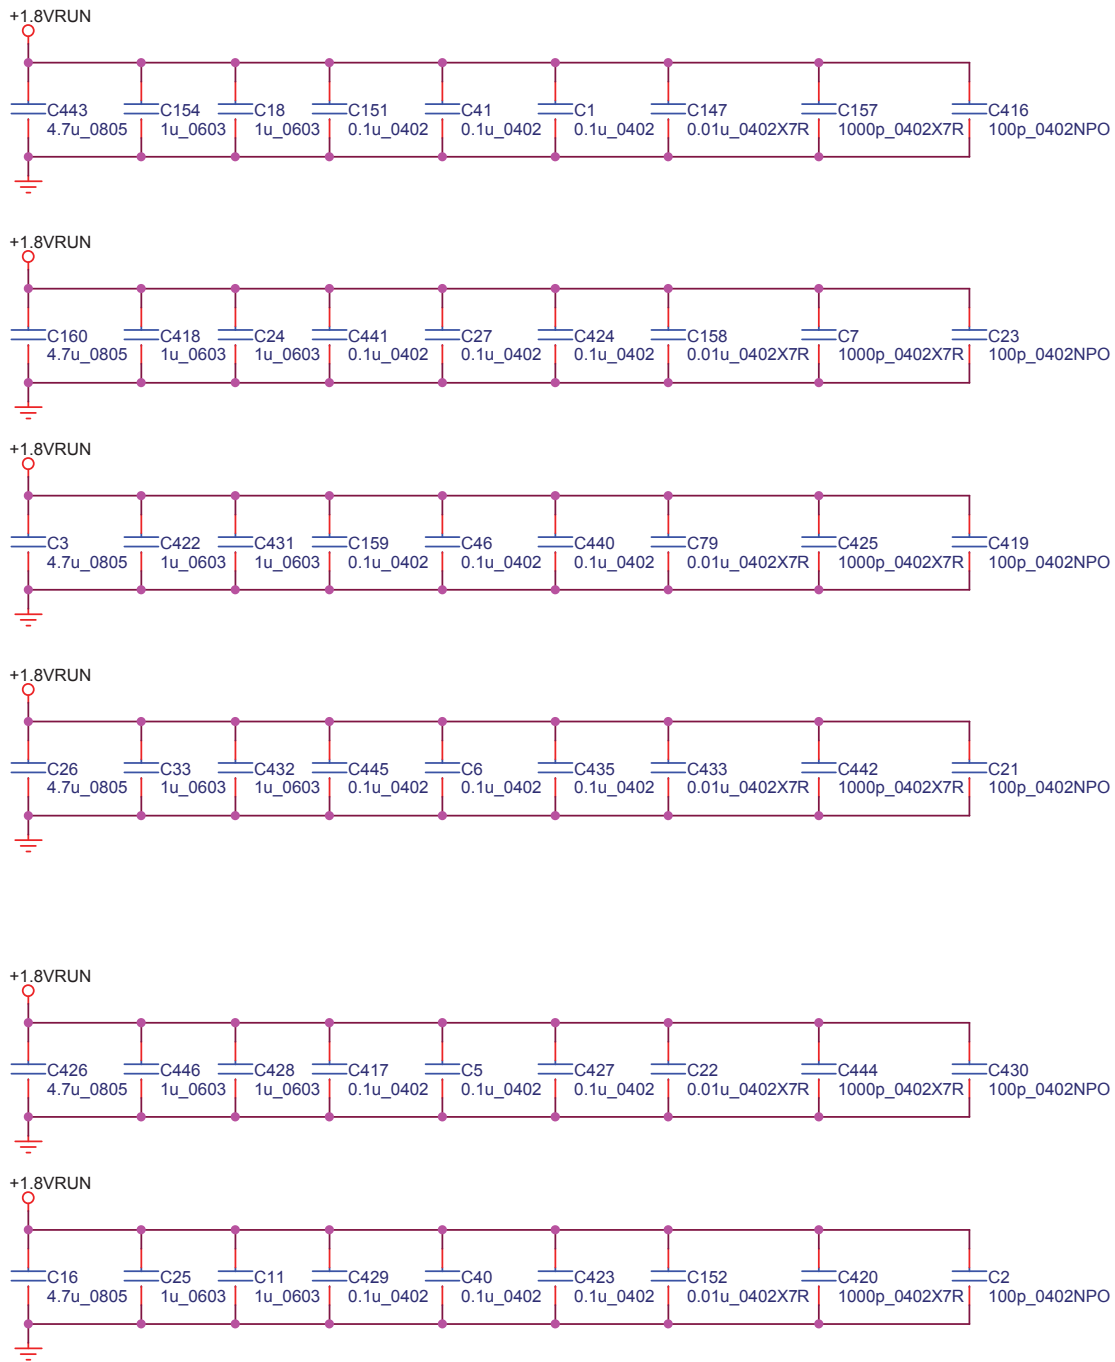 +1.8VRUN
C443 C154 C18 C151 C41 C1 C147 C157 C416
4.7u_0805 1u_0603 1u_0603 0.1u_0402 0.1u_0402 0.1u_0402 0.01u_0402X7R 1000p_0402X7R 100p_0402NPO
+1.8VRUN
C160 C418 C24 C441 C27 C424 C158 C7 C23
4.7u_0805 1u_0603 1u_0603 0.1u_0402 0.1u_0402 0.1u_0402 0.01u_0402X7R 1000p_0402X7R 100p_0402NPO
+1.8VRUN
C3 C422 C431 C159 C46 C440 C79 C425 C419
4.7u_0805 1u_0603 1u_0603 0.1u_0402 0.1u_0402 0.1u_0402 0.01u_0402X7R 1000p_0402X7R 100p_0402NPO
+1.8VRUN
C26 C33 C432 C445 C6 C435 C433 C442 C21
4.7u_0805 1u_0603 1u_0603 0.1u_0402 0.1u_0402 0.1u_0402 0.01u_0402X7R 1000p_0402X7R 100p_0402NPO
+1.8VRUN
C426 C446 C428 C417 C5 C427 C22 C444 C430
4.7u_0805 1u_0603 1u_0603 0.1u_0402 0.1u_0402 0.1u_0402 0.01u_0402X7R 1000p_0402X7R 100p_0402NPO
+1.8VRUN
C16 C25 C11 C429 C40 C423 C152 C420 C2
4.7u_0805 1u_0603 1u_0603 0.1u_0402 0.1u_0402 0.1u_0402 0.01u_0402X7R 1000p_0402X7R 100p_0402NPO